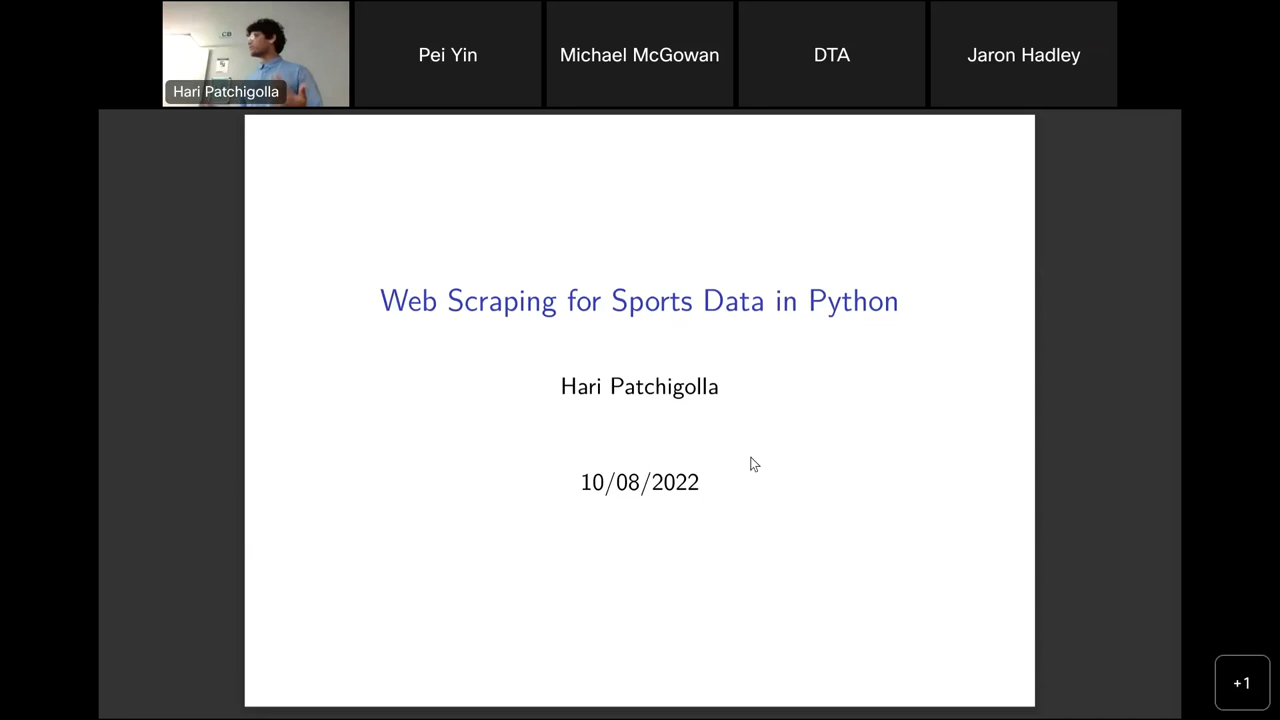 Hari Patchigolla
Pei Yin
Michael McGowan
DTA
Jaron Hadley
Web Scraping for Sports Data in Python
Hari Patchigolla
10/08/2022
+1